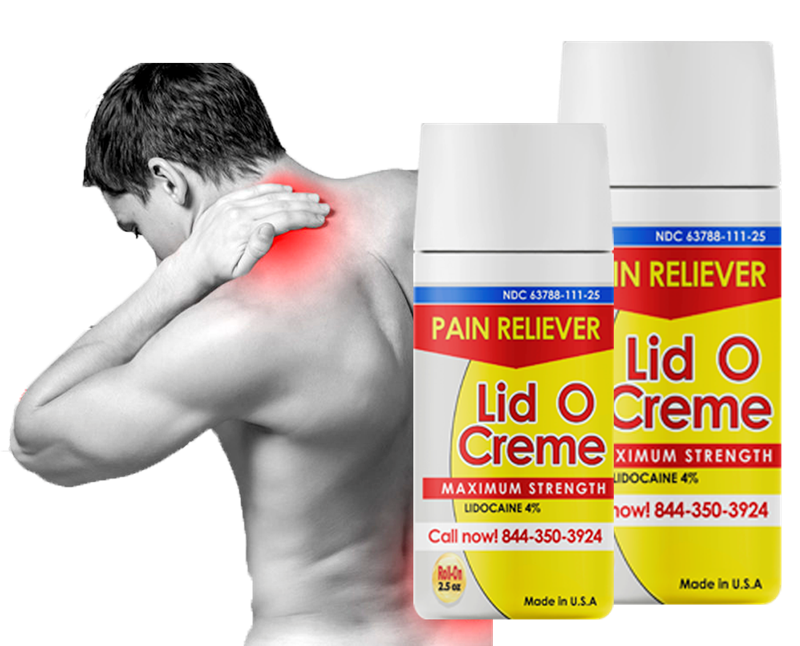 NDC 63788-111-25
PAIN RELIEVER
Lid O
Creme
MAXIMUM STRENGTH
LIDOCAINE 4%
Call now! 844-350-3924
Roll-On
2.5 oz
Made in U.S.A
NDC 63788-111-25
IN RELIEVER
Lid O
Creme
XIMUM STRENGTH
LIDOCAINE 4%
now! 844-350-3924
Made in U.S.A